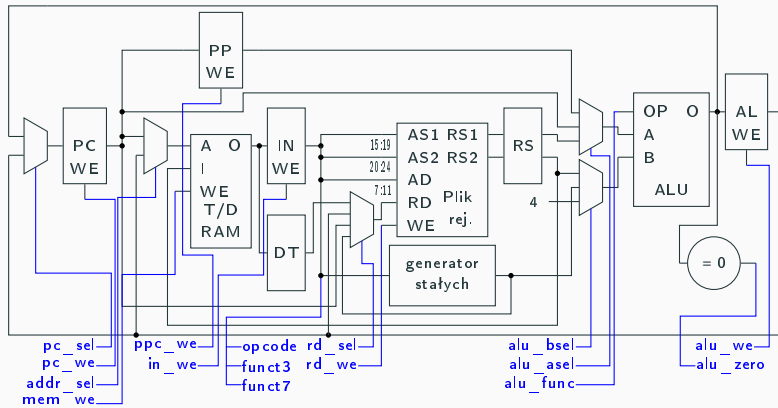 PP
WE
PC
WE
A O
I
WE
T/D
RAM
IN
WE
DT
15:19
20:24
7:11
AS1 RS1
AS2 RS2
AD
RD
WE
Plik
rej.
RS
generator
stałych
4
OP O
A
B
ALU
AL
WE
= 0
pc_sel
pc_we
addr_sel
mem_we
ppc_we
in_we
opcode
funct3
funct7
rd_sel
rd_we
alu_bsel
alu_asel
alu_func
alu_we
alu_zero